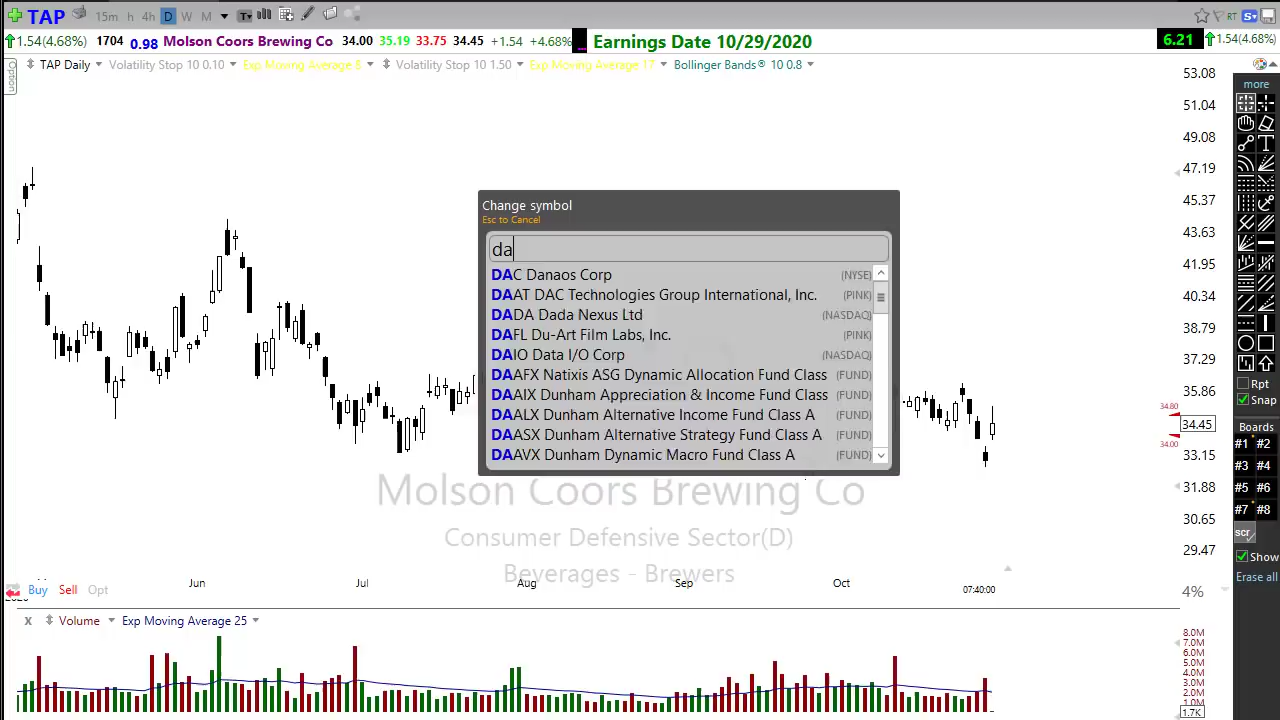 TAP 15m h 4h D W M
RT
1.54(4.68%) 1704 0.98 Molson Coors Brewing Co 34.00 35.19 33.75 34.45 +1.54 +4.68% ... Earnings Date 10/29/2020 6.21 1.54(4.68%)
TAP Daily Volatility Stop 10 0.10 Exp Moving Average 8 Volatility Stop 10 1.50 Exp Moving Average 17 Bollinger Bands® 10 0.8
Option
53.08
51.04
49.08
47.19
45.37
43.63
41.95
40.34
38.79
37.29
35.86
34.80
34.45
34.00
33.15
31.88
30.65
29.47
4%
more
Rpt
Snap
Boards
#1 #2
#3 #4
#5 #6
#7 #8
scr
Show
Erase all
Change symbol
Esc to Cancel
da
DAC Danaos Corp (NYSE)
DAAT DAC Technologies Group International, Inc. (PINK)
DADA Dada Nexus Ltd (NASDAQ)
DAFL Du-Art Film Labs, Inc. (PINK)
DAIO Data I/O Corp (NASDAQ)
DAAFX Natixis ASG Dynamic Allocation Fund Class (FUND)
DAAIX Dunham Appreciation & Income Fund Class (FUND)
DAALX Dunham Alternative Income Fund Class A (FUND)
DAASX Dunham Alternative Strategy Fund Class A (FUND)
DAAVX Dunham Dynamic Macro Fund Class A (FUND)
Molson Coors Brewing Co
Consumer Defensive Sector(D)
Beverages - Brewers
Jun Jul Aug Sep Oct 07:40:00
Buy Sell Opt
X Volume Exp Moving Average 25
8.0M
7.0M
6.0M
5.0M
4.0M
3.0M
2.0M
1.0M
1.7K